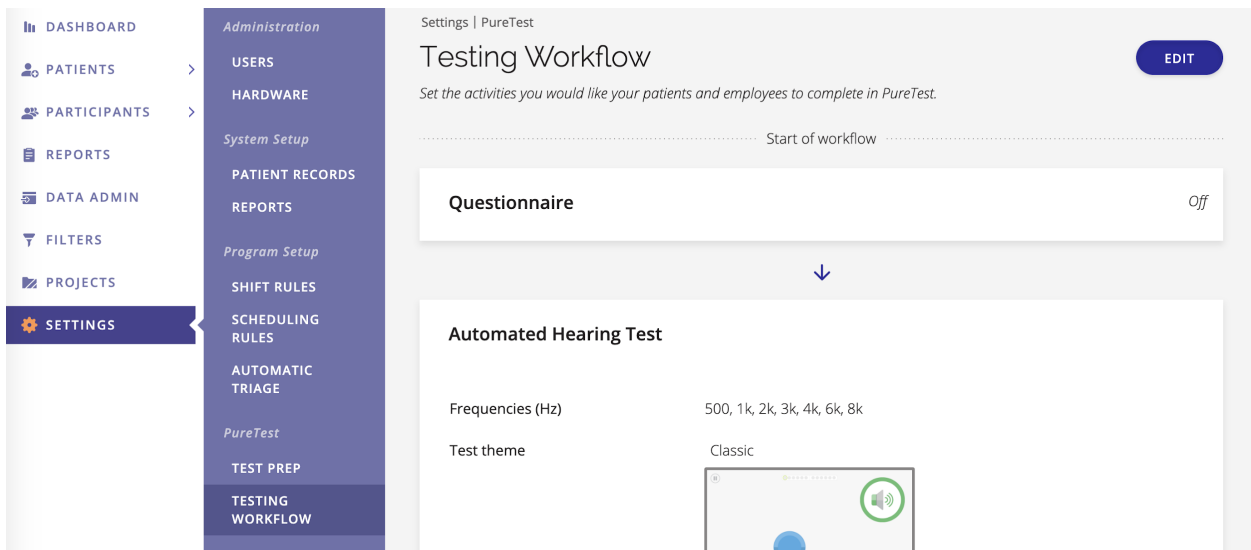 DASHBOARD
PATIENTS
PARTICIPANTS
REPORTS
DATA ADMIN
FILTERS
PROJECTS
SETTINGS
Administration
USERS
HARDWARE
System Setup
PATIENT RECORDS
REPORTS
Program Setup
SHIFT RULES
SCHEDULING
RULES
AUTOMATIC
TRIAGE
PureTest
TEST PREP
TESTING
WORKFLOW
Settings | PureTest
Testing Workflow
EDIT
Set the activities you would like your patients and employees to complete in PureTest.
Start of workflow
Questionnaire
Off
Automated Hearing Test
Frequencies (Hz)
500, 1k, 2k, 3k, 4k, 6k, 8k
Test theme
Classic